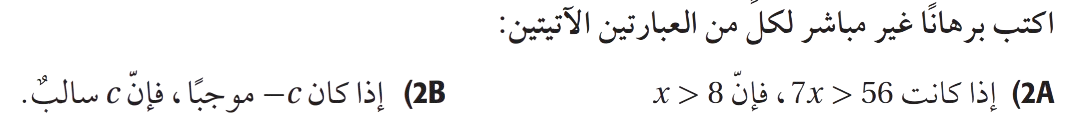 اكتب برهانًا غير مباشر لكلٍّ من العبارتين الآتيتين:
2A) إذا كانت 7x > 56 ، فإنّ x > 8
2B) إذا كان −c موجبًا ، فإنّ c سالبٌ.